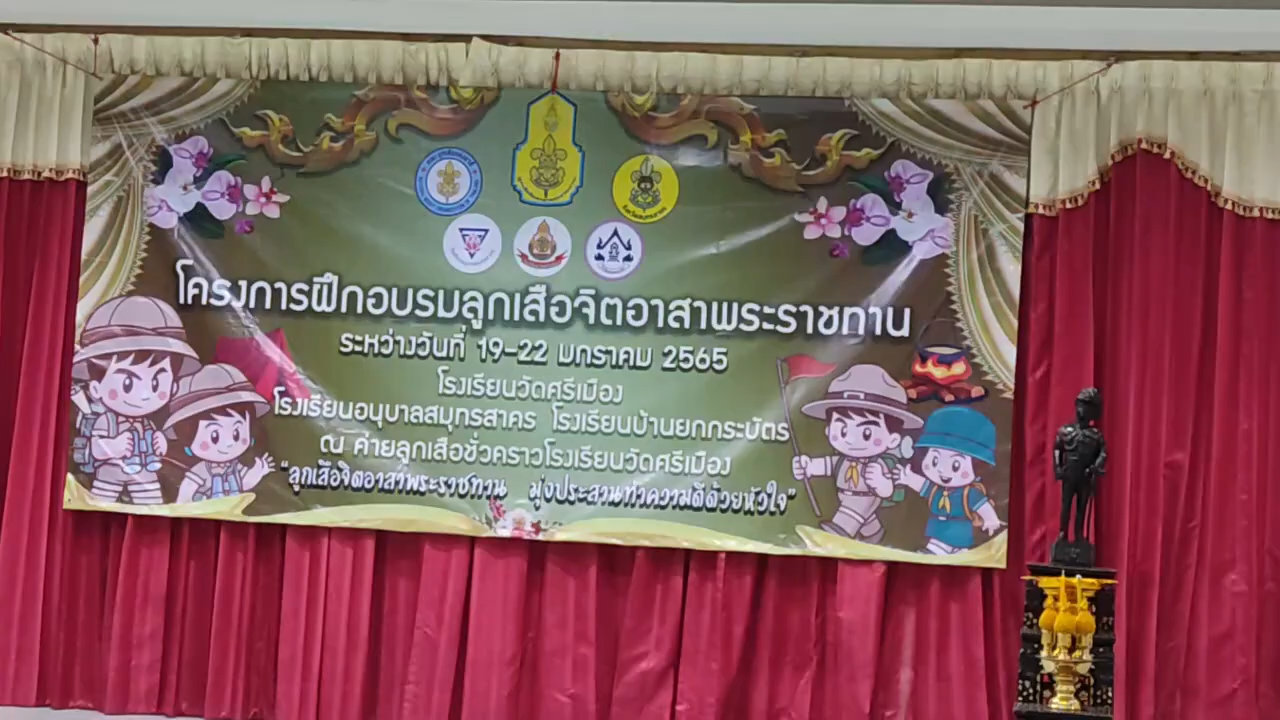 โครงการฝึกอบรมลูกเสือจิตอาสาพระราชทาน
ระหว่างวันที่ 19-22 มกราคม 2565
โรงเรียนวัดศรีเมือง
โรงเรียนอนุบาลสมุทรสาคร โรงเรียนบ้านยกกระบัตร
ณ ค่ายลูกเสือชั่วคราวโรงเรียนวัดศรีเมือง
“ลูกเสือจิตอาสาพระราชทาน มุ่งประสานทำความดีด้วยหัวใจ”